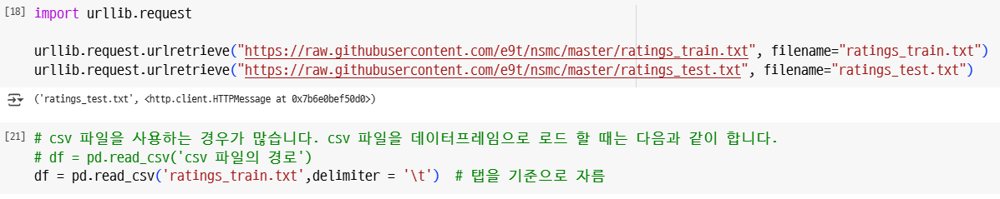 [18] import urllib.request
urllib.request.urlretrieve("https://raw.githubusercontent.com/e9t/nsmc/master/ratings_train.txt", filename="ratings_train.txt")
urllib.request.urlretrieve("https://raw.githubusercontent.com/e9t/nsmc/master/ratings_test.txt", filename="ratings_test.txt")
('ratings_test.txt', <http.client.HTTPMessage at 0x7b6e0bef50d0>)
[21] # csv 파일을 사용하는 경우가 많습니다. csv 파일을 데이터프레임으로 로드 할 때는 다음과 같이 합니다.
# df = pd.read_csv('csv 파일의 경로')
df = pd.read_csv('ratings_train.txt',delimiter = '\t')  # 탭을 기준으로 자름